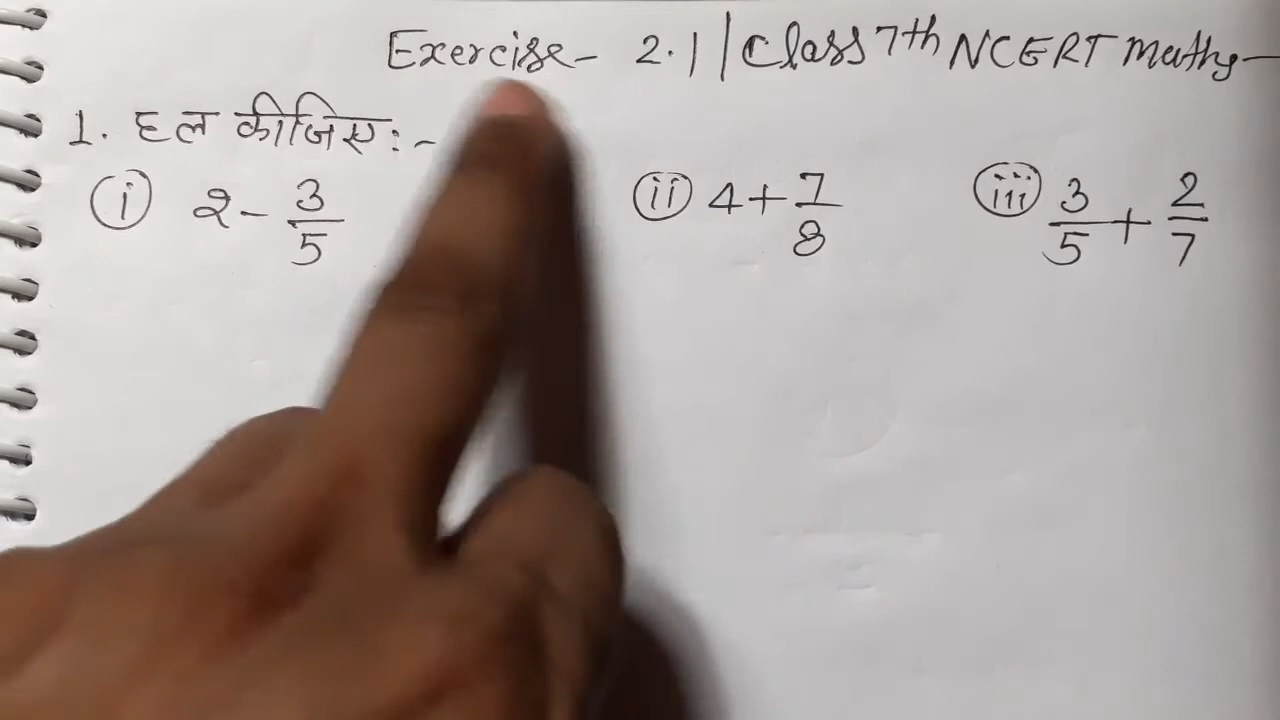 Exercise- 2.1 | Class 7th NCERT Maths-
1. हल कीजिए:-
(i) 2 - 3/5 (ii) 4 + 7/8 (iii) 3/5 + 2/7